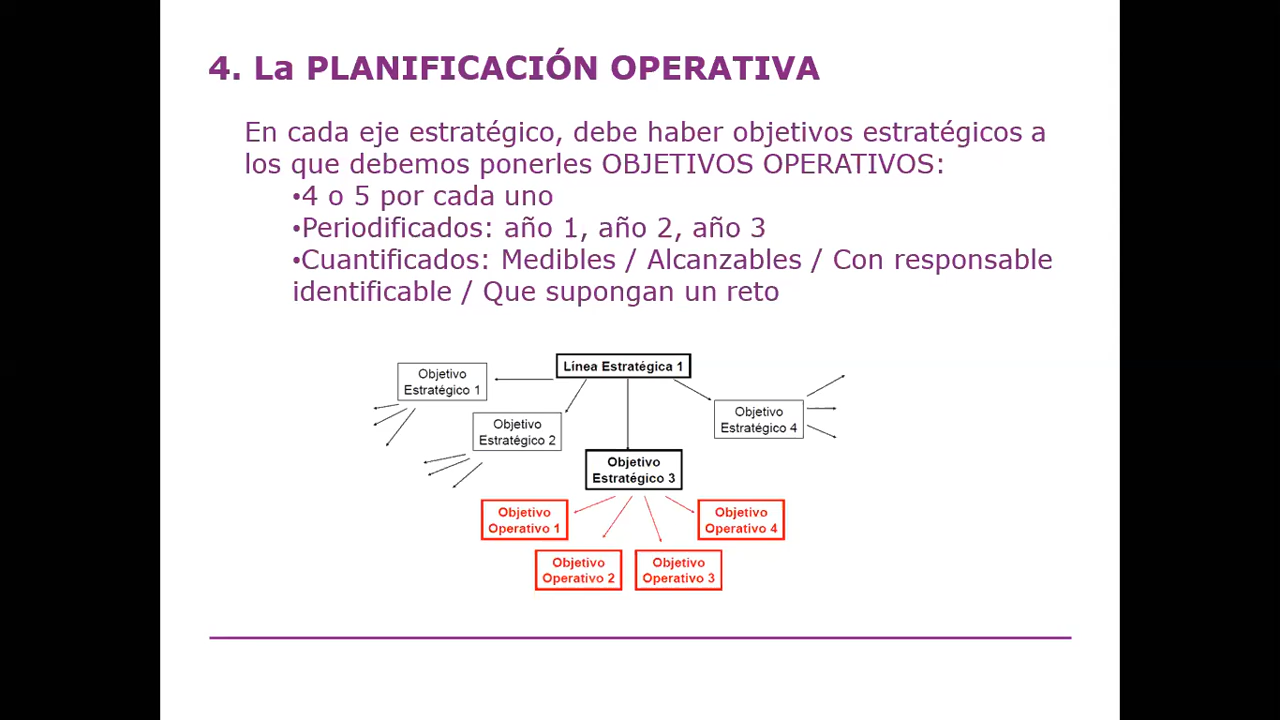 4. La PLANIFICACIÓN OPERATIVA
En cada eje estratégico, debe haber objetivos estratégicos a
los que debemos ponerles OBJETIVOS OPERATIVOS:
•4 o 5 por cada uno
•Periodificados: año 1, año 2, año 3
•Cuantificados: Medibles / Alcanzables / Con responsable
identificable / Que supongan un reto
Línea Estratégica 1
Objetivo
Estratégico 1
Objetivo
Estratégico 2
Objetivo
Estratégico 3
Objetivo
Estratégico 4
Objetivo
Operativo 1
Objetivo
Operativo 2
Objetivo
Operativo 3
Objetivo
Operativo 4